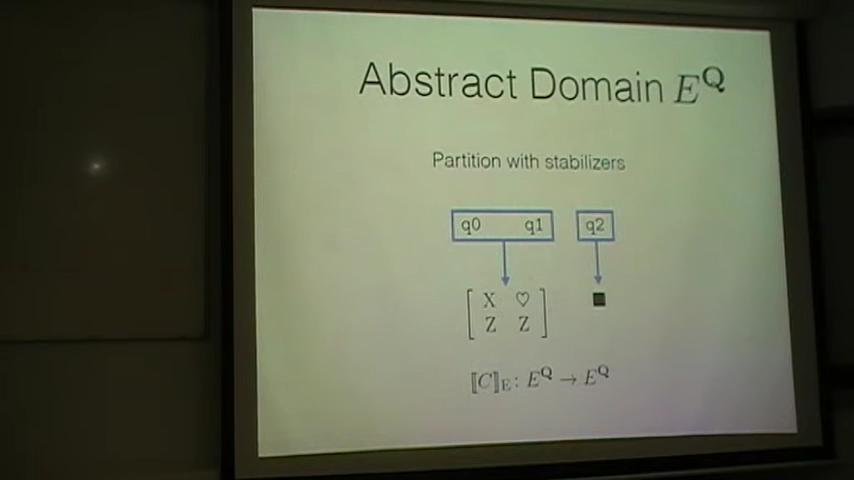 Abstract Domain E^Q
Partition with stabilizers
q0 q1 q2
X ♡ ■
Z Z
⟦C⟧_E : E^Q → E^Q